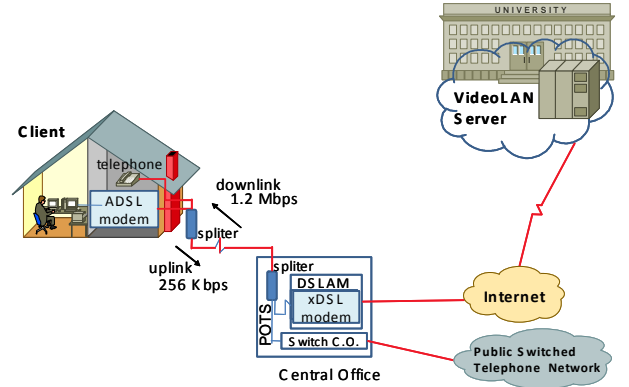 UNIVERSITY
VideoLAN
Server
Client
telephone
ADSL
modem
downlink
1.2 Mbps
spliter
uplink
256 Kbps
spliter
DSLAM
xDSL
modem
POTS
Switch C.O.
Central Office
Internet
Public Switched
Telephone Network